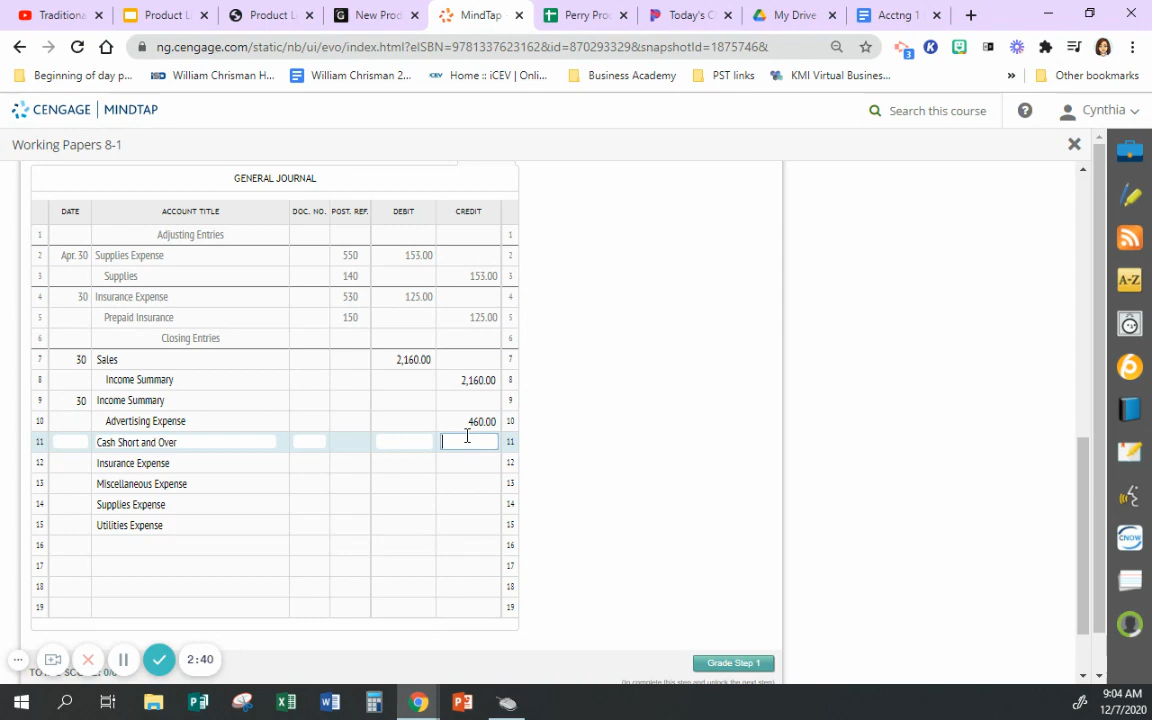 Traditiona
Product L
Product Li
New Prod
MindTap
Perry Proc
Today's C
My Drive
Acctng 1
ng.cengage.com/static/nb/ui/evo/index.html?eISBN=9781337623162&id=870293329&snapshotId=1875746&
Beginning of day p...
William Chrisman H...
William Chrisman 2...
Home :: iCEV | Onli...
Business Academy
PST links
KMI Virtual Busine...
»
Other bookmarks
CENGAGE | MINDTAP
Search this course
Cynthia
Working Papers 8-1
GENERAL JOURNAL
DATE ACCOUNT TITLE DOC. NO. POST. REF. DEBIT CREDIT
1 Adjusting Entries 1
2 Apr. 30 Supplies Expense 550 153.00 2
3 Supplies 140 153.00 3
4 30 Insurance Expense 530 125.00 4
5 Prepaid Insurance 150 125.00 5
6 Closing Entries 6
7 30 Sales 2,160.00 7
8 Income Summary 2,160.00 8
9 30 Income Summary 9
10 Advertising Expense 460.00 10
11 Cash Short and Over 11
12 Insurance Expense 12
13 Miscellaneous Expense 13
14 Supplies Expense 14
15 Utilities Expense 15
16 16
17 17
18 18
19 19
Grade Step 1
2:40
A-Z
CNOW
9:04 AM
12/7/2020